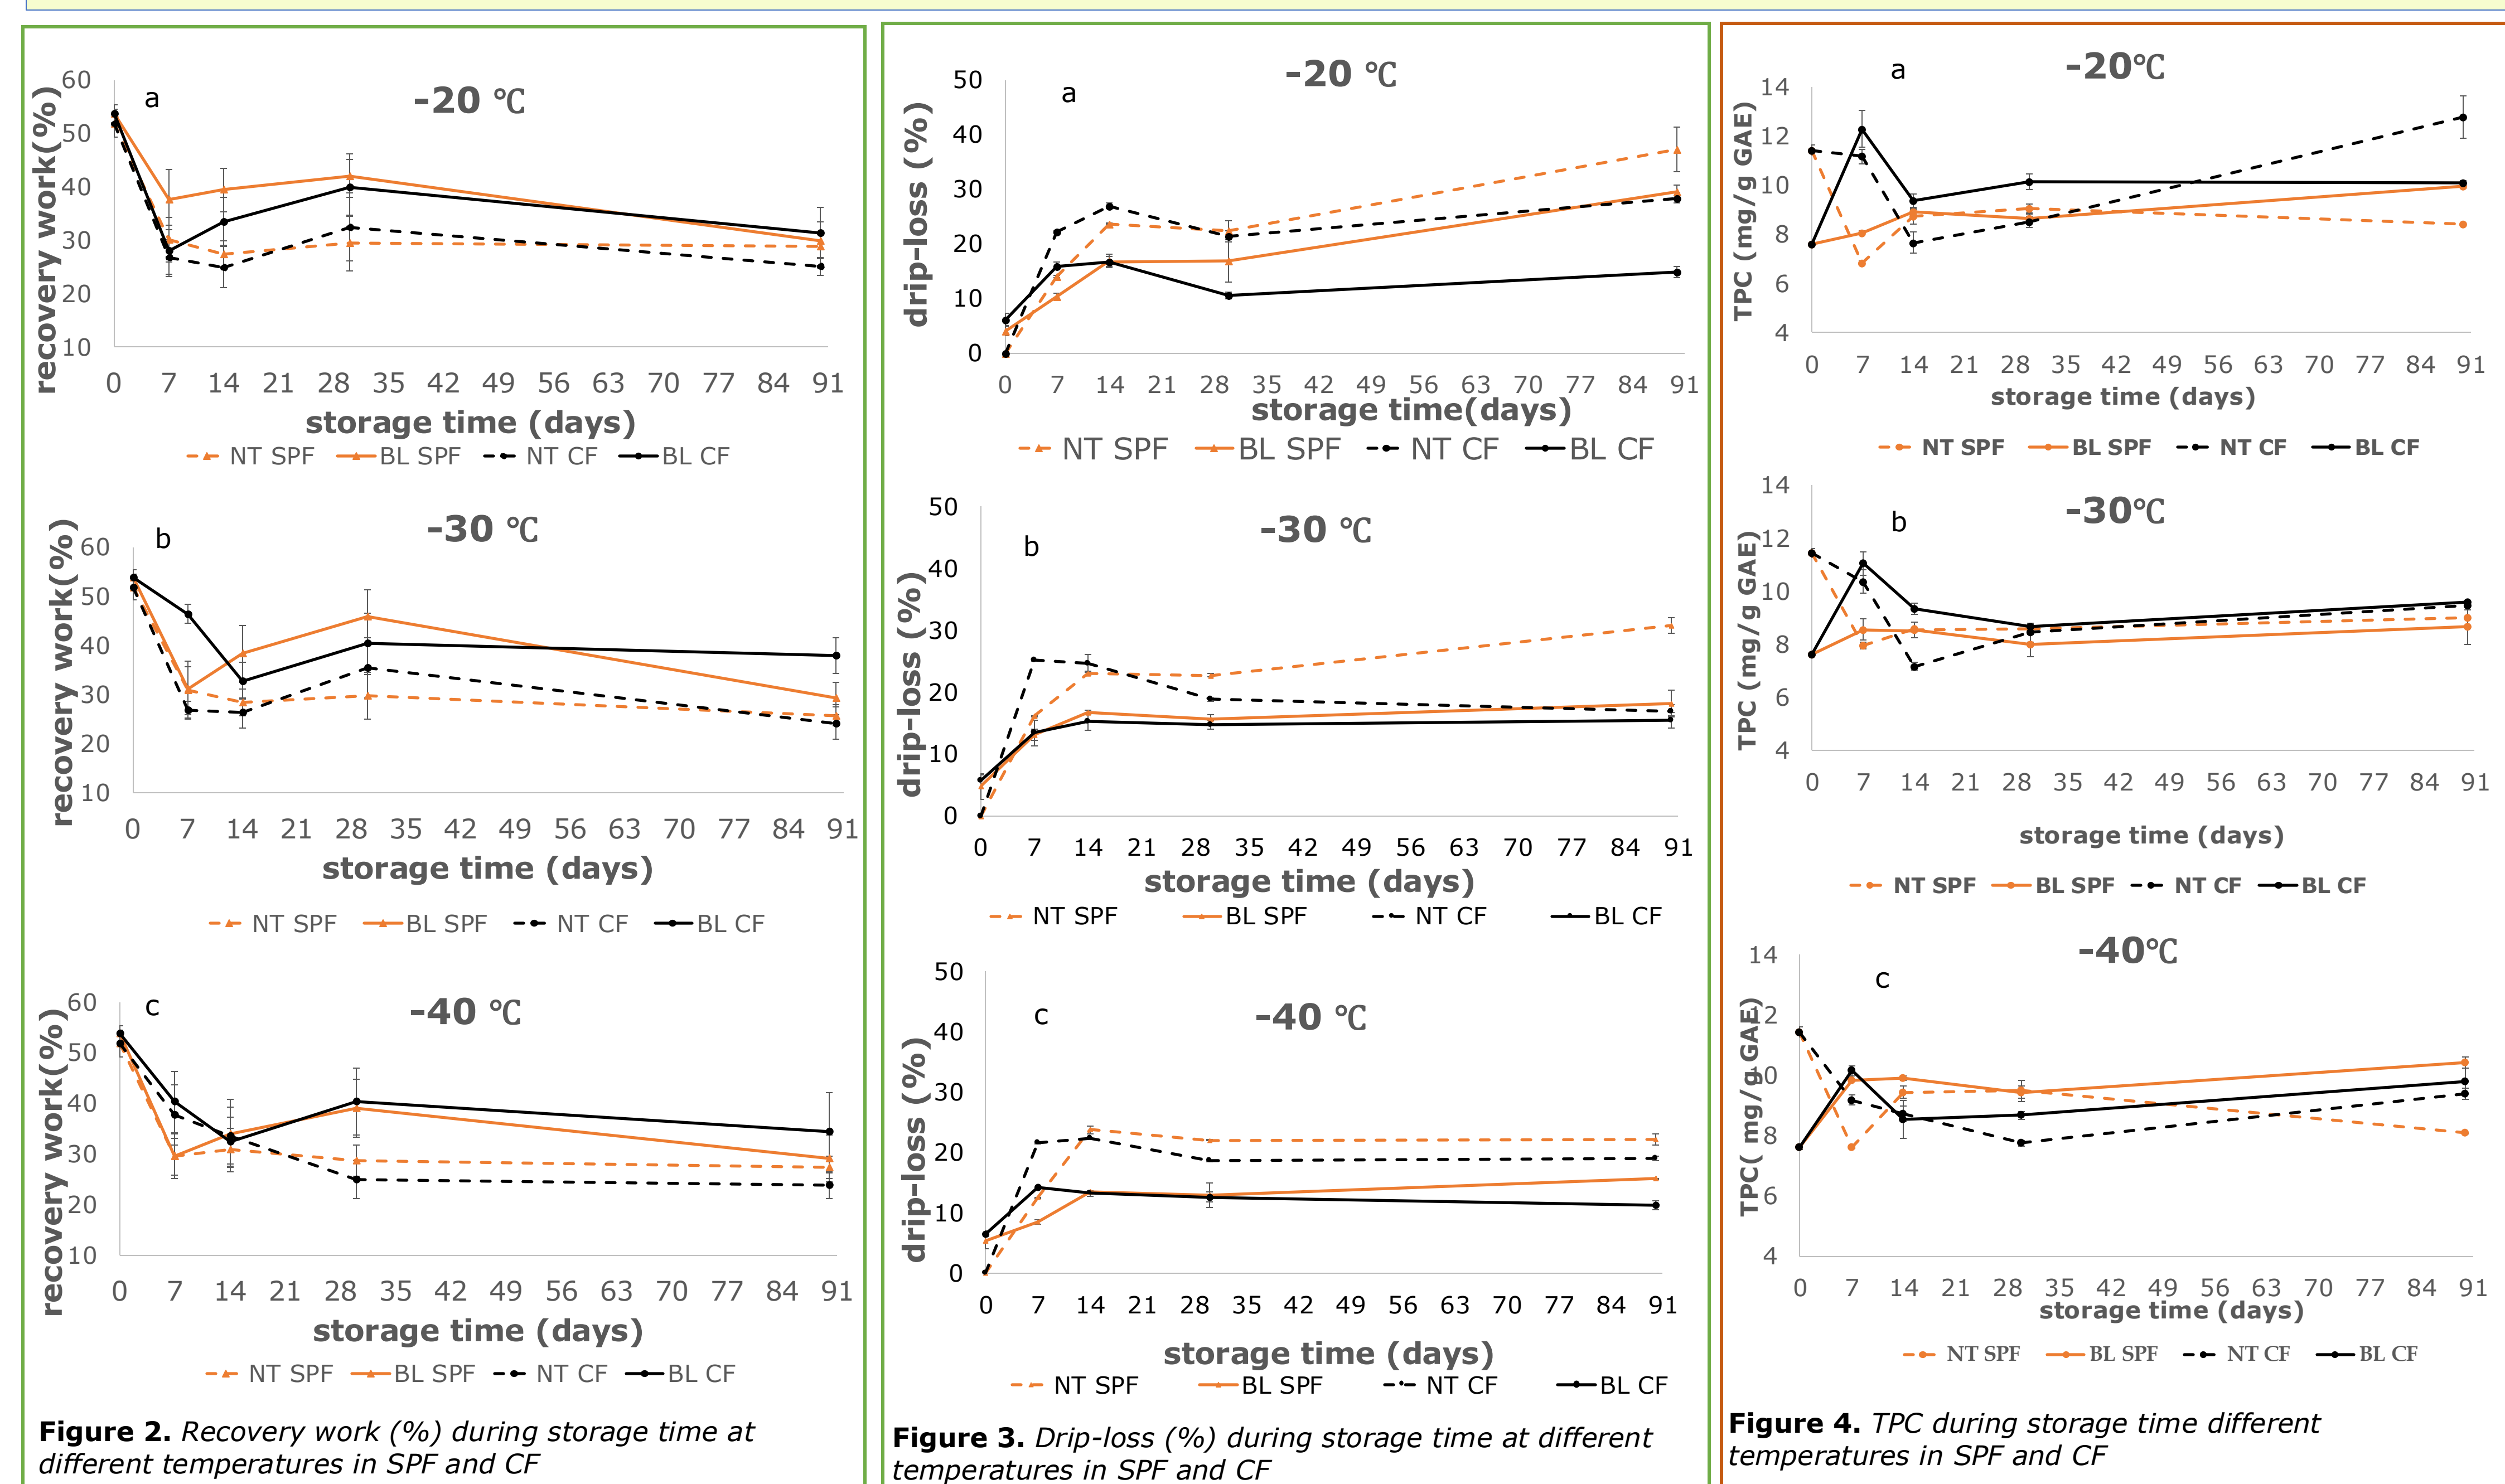 a
-20 ℃
recovery work(%)
60
50
40
30
20
10
0 7 14 21 28 35 42 49 56 63 70 77 84 91
storage time (days)
NT SPF BL SPF NT CF BL CF
b
-30 ℃
recovery work(%)
60
50
40
30
20
10
0 7 14 21 28 35 42 49 56 63 70 77 84 91
storage time (days)
NT SPF BL SPF NT CF BL CF
c
-40 ℃
recovery work(%)
60
50
40
30
20
10
0 7 14 21 28 35 42 49 56 63 70 77 84 91
storage time (days)
NT SPF BL SPF NT CF BL CF
Figure 2. Recovery work (%) during storage time at
different temperatures in SPF and CF
a
-20 ℃
drip-loss (%)
50
40
30
20
10
0
0 7 14 21 28 35 42 49 56 63 70 77 84 91
storage time(days)
NT SPF BL SPF NT CF BL CF
b
-30 ℃
drip-loss (%)
50
40
30
20
10
0
0 7 14 21 28 35 42 49 56 63 70 77 84 91
storage time (days)
NT SPF BL SPF NT CF BL CF
c
-40 ℃
drip-loss (%)
50
40
30
20
10
0
0 7 14 21 28 35 42 49 56 63 70 77 84 91
storage time (days)
NT SPF BL SPF NT CF BL CF
Figure 3. Drip-loss (%) during storage time at different
temperatures in SPF and CF
a
-20℃
TPC (mg/g GAE)
14
12
10
8
6
4
0 7 14 21 28 35 42 49 56 63 70 77 84 91
storage time (days)
NT SPF BL SPF NT CF BL CF
b
-30℃
TPC (mg/g GAE)
14
12
10
8
6
4
0 7 14 21 28 35 42 49 56 63 70 77 84 91
storage time (days)
NT SPF BL SPF NT CF BL CF
c
-40℃
TPC( mg/g GAE)
14
12
10
8
6
4
0 7 14 21 28 35 42 49 56 63 70 77 84 91
storage time (days)
NT SPF BL SPF NT CF BL CF
Figure 4. TPC during storage time different
temperatures in SPF and CF